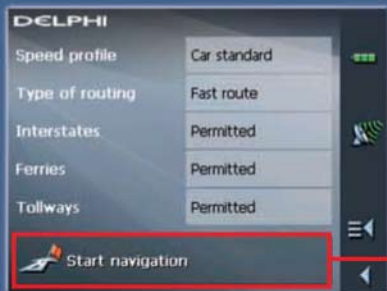 DELPHI
Speed profile Car standard
Type of routing Fast route
Interstates Permitted
Ferries Permitted
Tollways Permitted
Start navigation